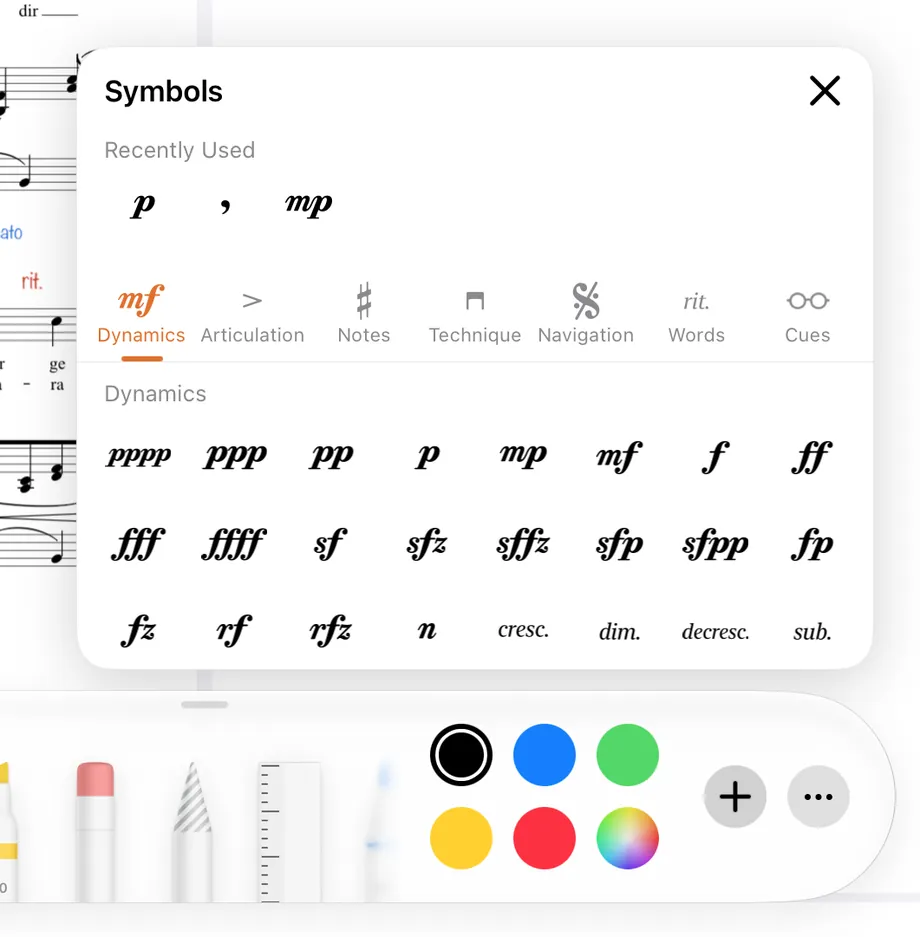 dir
Symbols
Recently Used
p , mp
ato
rit.
mf > ♯ rit.
Dynamics Articulation Notes Technique Navigation Words Cues
r ge
a - ra
Dynamics
pppp ppp pp p mp mf f ff
fff ffff sf sfz sffz sfp sfpp fp
fz rf rfz n cresc. dim. decresc. sub.
0